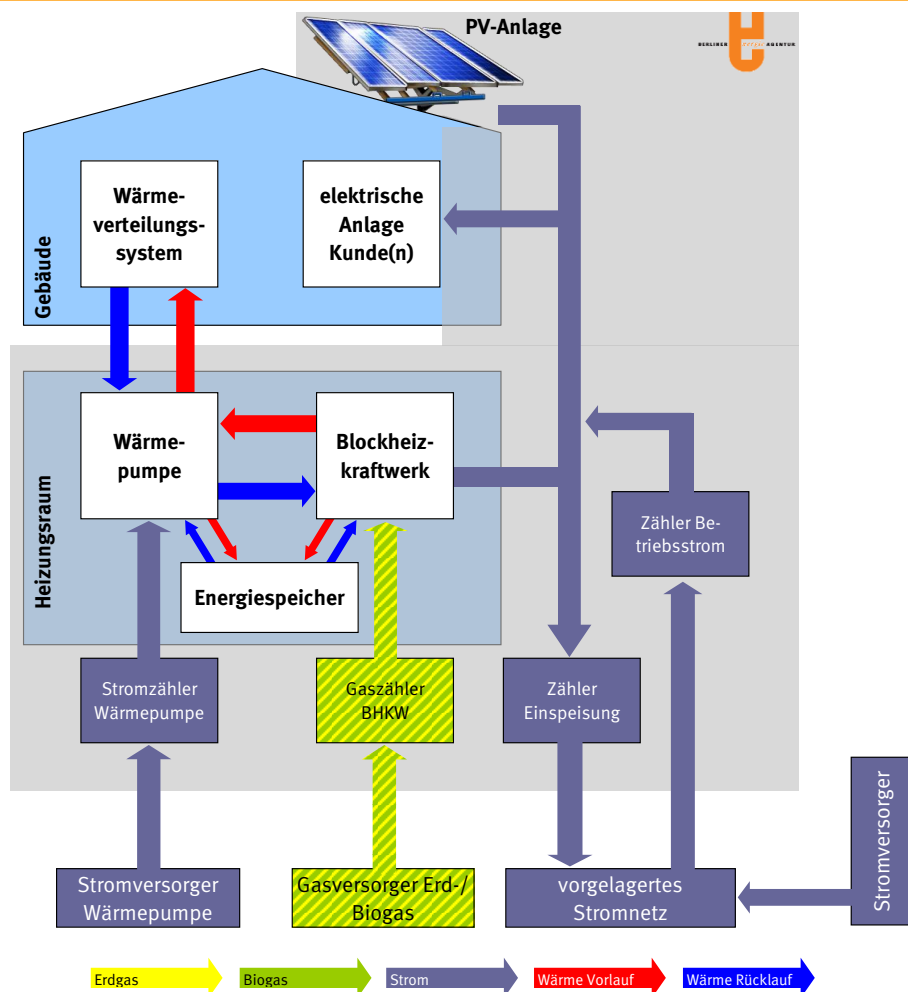 PV-Anlage
BERLINER
AGENTUR
Wärme-
verteilungs-
system
elektrische
Anlage
Kunde(n)
Gebäude
Wärme-
pumpe
Blockheiz-
kraftwerk
Energiespeicher
Heizungsraum
Zähler Be-
triebsstrom
Stromzähler
Wärmepumpe
Gaszähler
BHKW
Zähler
Einspeisung
Stromversorger
Stromversorger
Wärmepumpe
Gasversorger Erd-/
Biogas
vorgelagertes
Stromnetz
Erdgas
Biogas
Strom
Wärme Vorlauf
Wärme Rücklauf